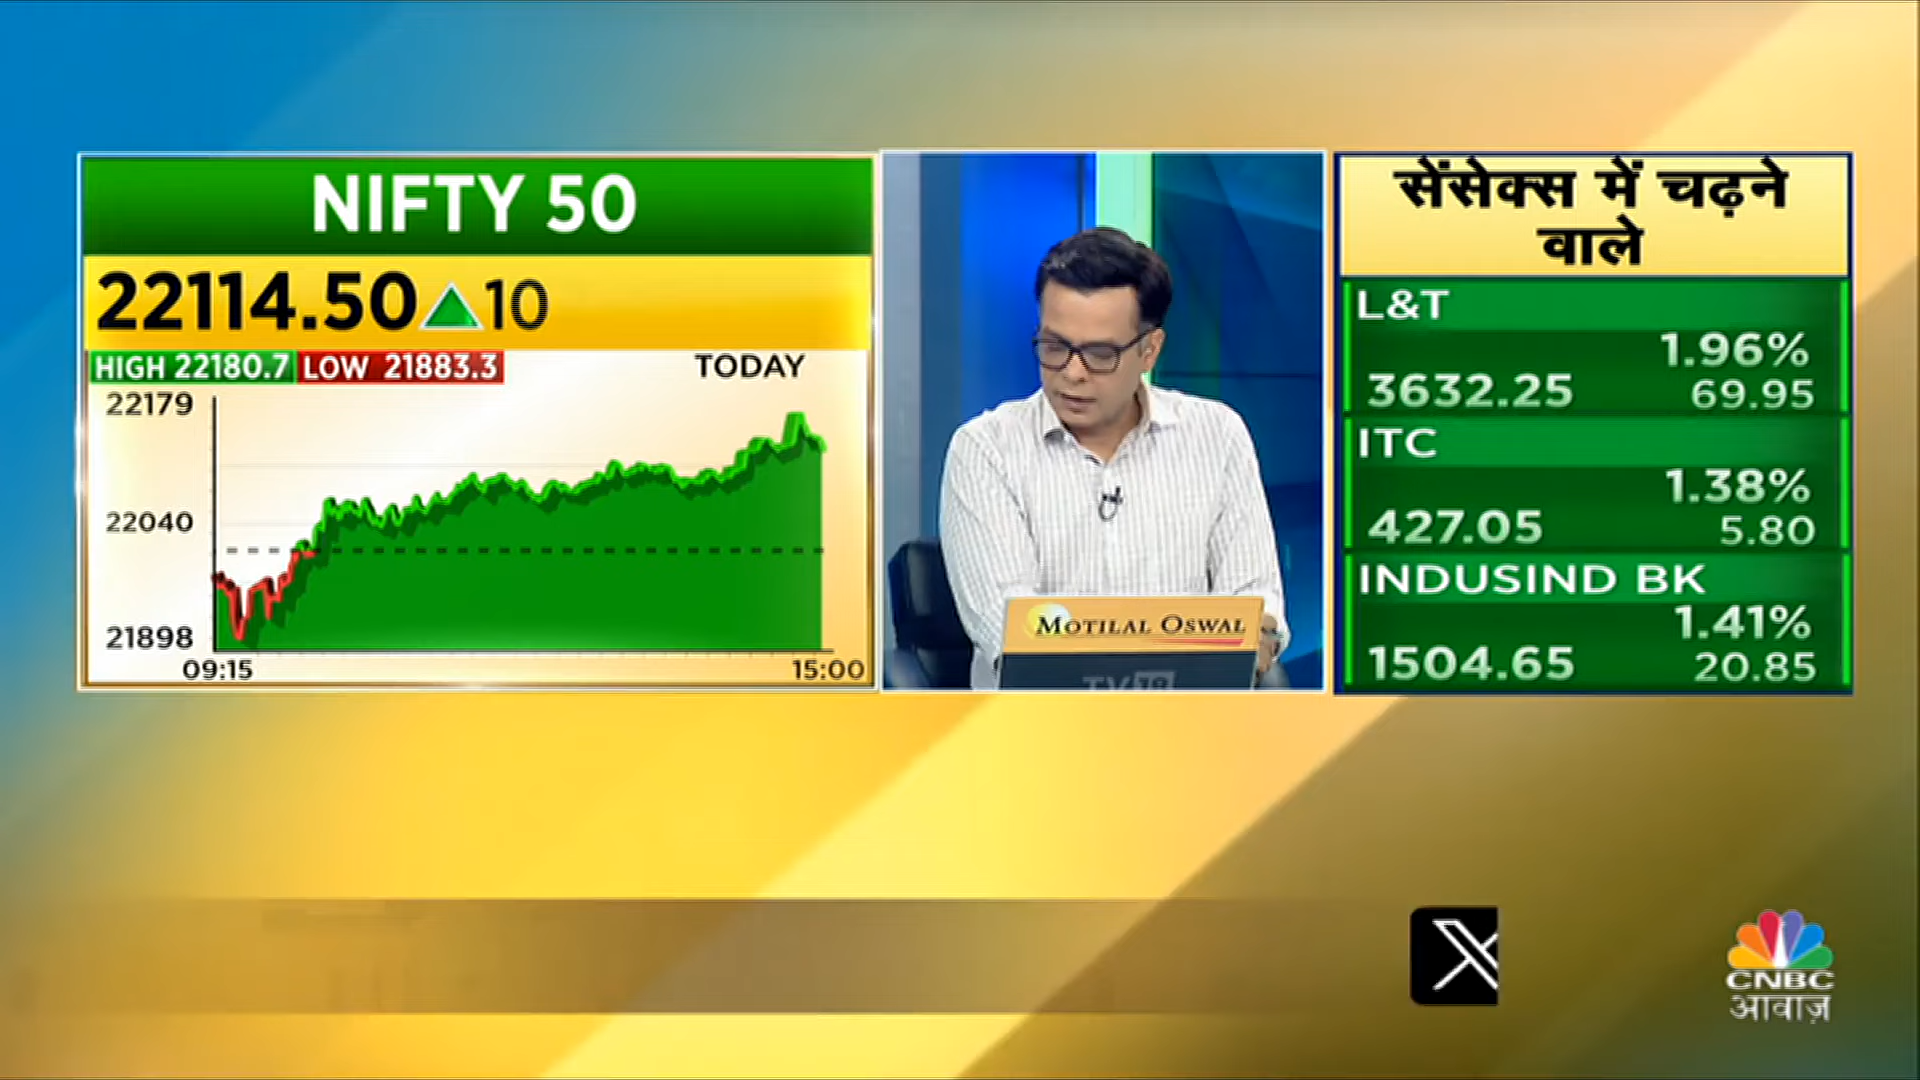 NIFTY 50
22114.50 ▲ 10
HIGH 22180.7 LOW 21883.3
TODAY
22179
22040
21898
09:15
15:00
MOTILAL OSWAL
TV18
सेंसेक्स में चढ़ने
वाले
L&T
1.96%
3632.25
69.95
ITC
1.38%
427.05
5.80
INDUSIND BK
1.41%
1504.65
20.85
X
CNBC
आवाज़